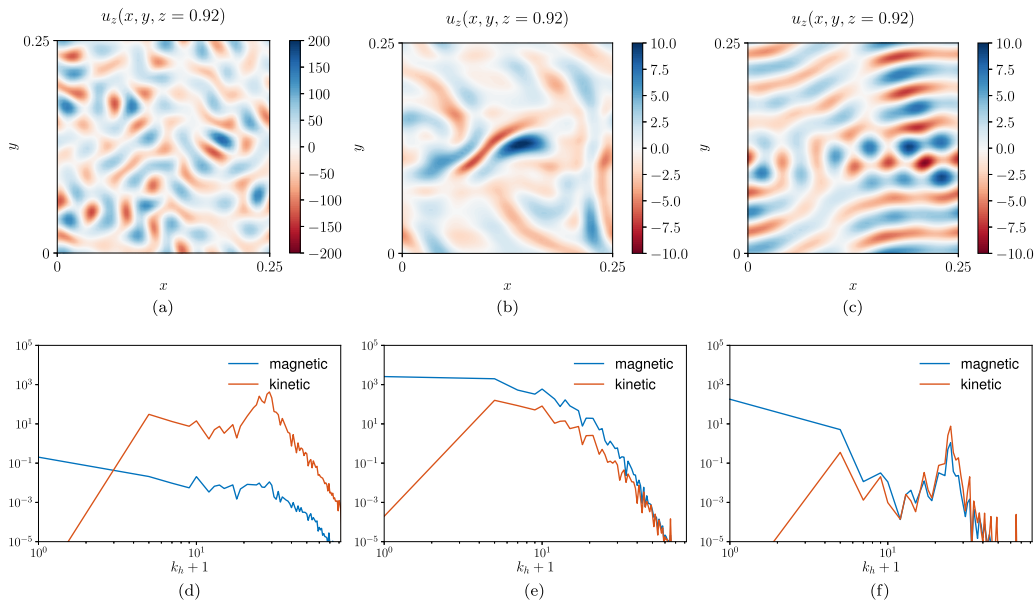 u_z(x, y, z = 0.92)
u_z(x, y, z = 0.92)
u_z(x, y, z = 0.92)
0.25
y
0
0
0.25
x
200
150
100
50
0
−50
−100
−150
−200
(a)
0.25
y
0
0
0.25
x
10.0
7.5
5.0
2.5
0.0
−2.5
−5.0
−7.5
−10.0
(b)
0.25
y
0
0
0.25
x
10.0
7.5
5.0
2.5
0.0
−2.5
−5.0
−7.5
−10.0
(c)
10^5
10^3
10^1
10^−1
10^−3
10^−5
magnetic
kinetic
10^0
10^1
k_h + 1
(d)
10^5
10^3
10^1
10^−1
10^−3
10^−5
magnetic
kinetic
10^0
10^1
k_h + 1
(e)
10^5
10^3
10^1
10^−1
10^−3
10^−5
magnetic
kinetic
10^0
10^1
k_h + 1
(f)